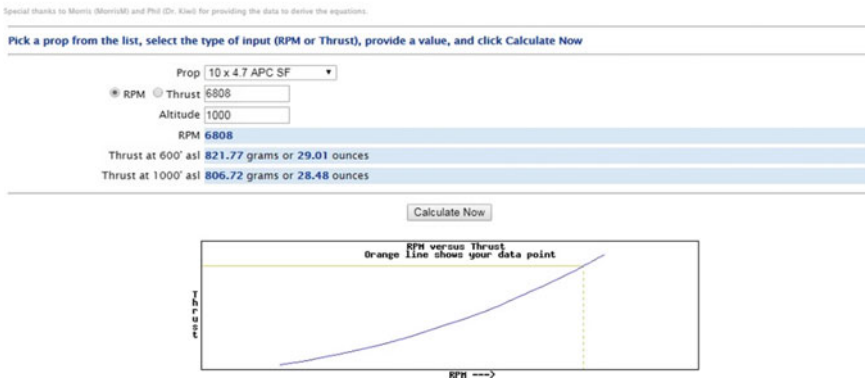 Special thanks to Morris (MorrisM) and Phil (Dr. Kiwi) for providing the data to derive the equations.
Pick a prop from the list, select the type of input (RPM or Thrust), provide a value, and click Calculate Now
Prop 10 x 4.7 APC SF
RPM Thrust 6808
Altitude 1000
RPM 6808
Thrust at 600' asl 821.77 grams or 29.01 ounces
Thrust at 1000' asl 806.72 grams or 28.48 ounces
Calculate Now
RPM versus Thrust
Orange line shows your data point
Thrust
RPM --->